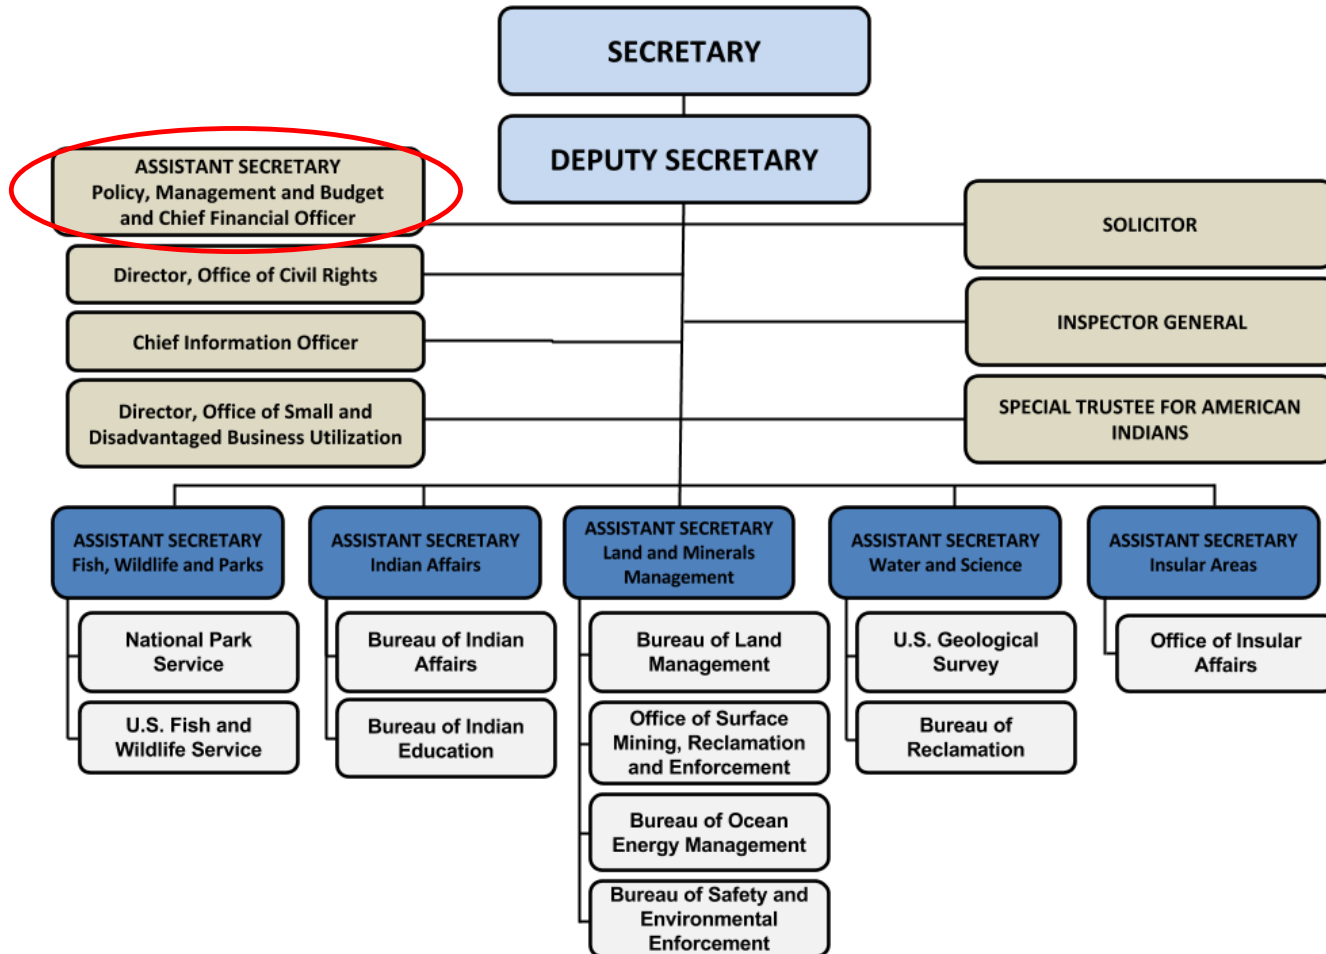 SECRETARY
DEPUTY SECRETARY
ASSISTANT SECRETARY
Policy, Management and Budget
and Chief Financial Officer
SOLICITOR
Director, Office of Civil Rights
INSPECTOR GENERAL
Chief Information Officer
Director, Office of Small and
Disadvantaged Business Utilization
SPECIAL TRUSTEE FOR AMERICAN
INDIANS
ASSISTANT SECRETARY
Fish, Wildlife and Parks
National Park
Service
U.S. Fish and
Wildlife Service
ASSISTANT SECRETARY
Indian Affairs
Bureau of Indian
Affairs
Bureau of Indian
Education
ASSISTANT SECRETARY
Land and Minerals
Management
Bureau of Land
Management
Office of Surface
Mining, Reclamation
and Enforcement
Bureau of Ocean
Energy Management
Bureau of Safety and
Environmental
Enforcement
ASSISTANT SECRETARY
Water and Science
U.S. Geological
Survey
Bureau of
Reclamation
ASSISTANT SECRETARY
Insular Areas
Office of Insular
Affairs